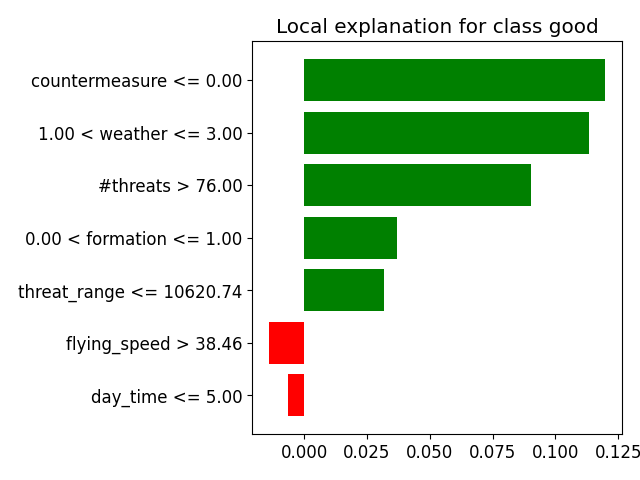 Local explanation for class good
countermeasure <= 0.00
1.00 < weather <= 3.00
#threats > 76.00
0.00 < formation <= 1.00
threat_range <= 10620.74
flying_speed > 38.46
day_time <= 5.00
0.000 0.025 0.050 0.075 0.100 0.125